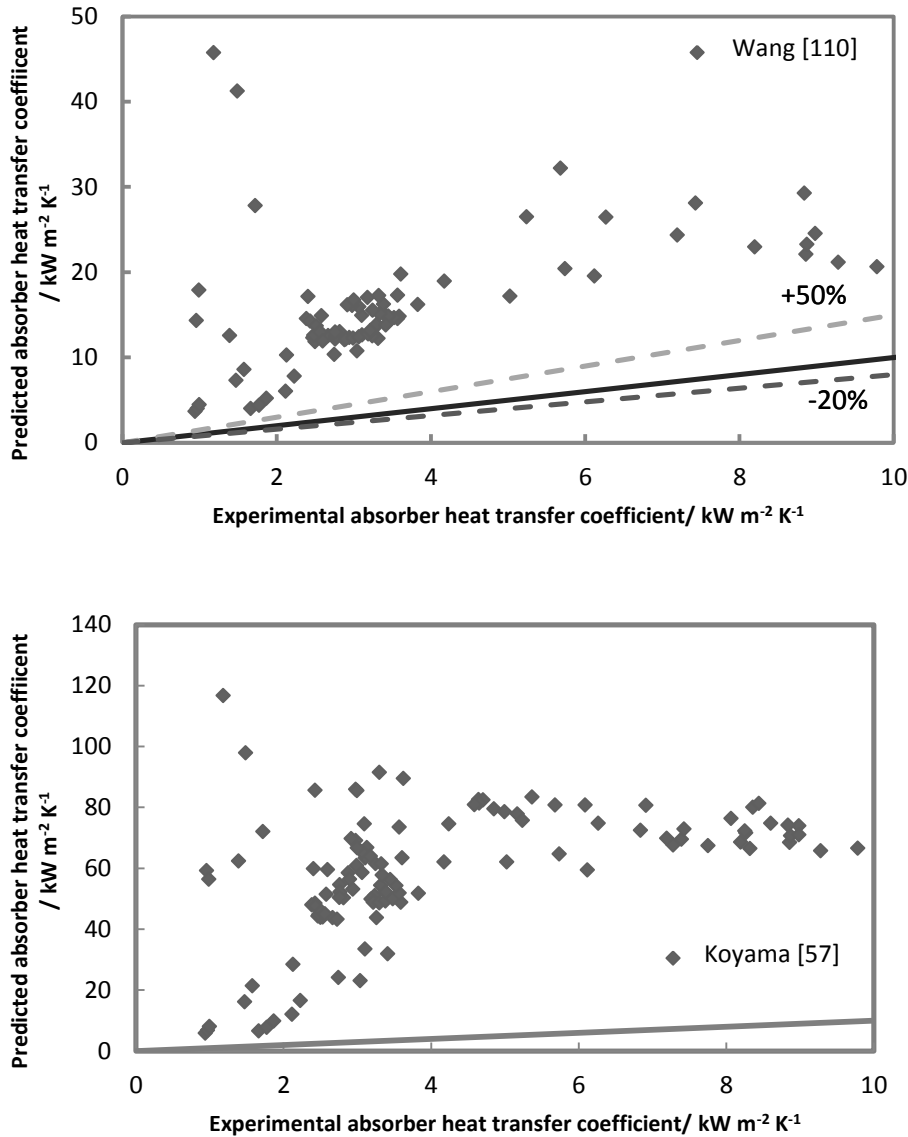 50
40
30
20
10
0
0 2 4 6 8 10
Predicted absorber heat transfer coeffiicent
/ kW m⁻² K⁻¹
Wang [110]
+50%
-20%
Experimental absorber heat transfer coefficient/ kW m⁻² K⁻¹
140
120
100
80
60
40
20
0
0 2 4 6 8 10
Predicted absorber heat transfer coeffiicent
/ kW m⁻² K⁻¹
Koyama [57]
Experimental absorber heat transfer coefficient/ kW m⁻² K⁻¹